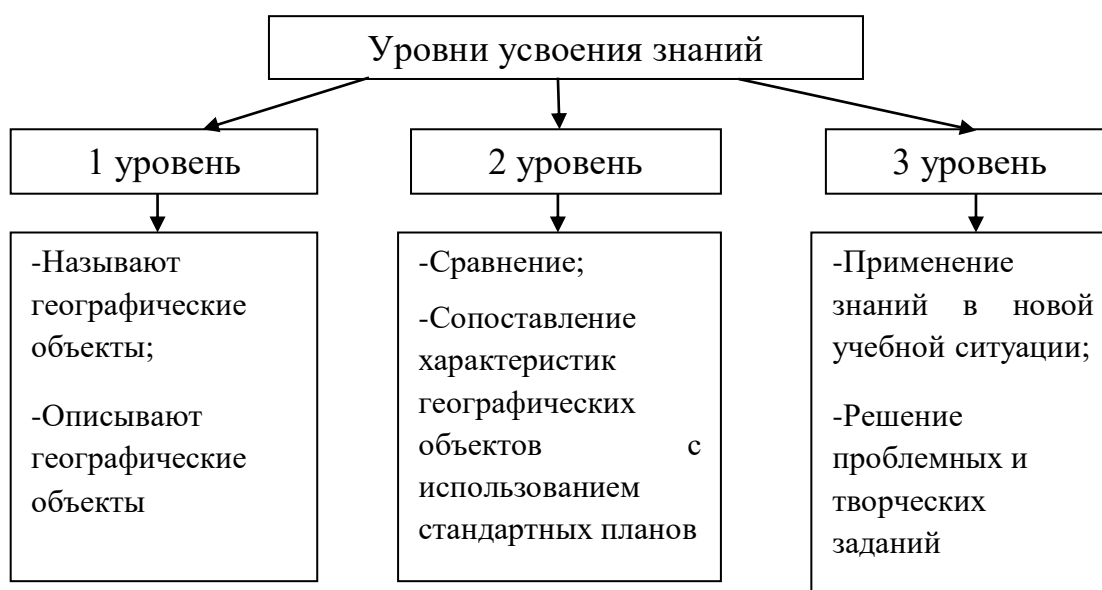 Уровни усвоения знаний
1 уровень
2 уровень
3 уровень
-Называют
географические
объекты;
-Описывают
географические
объекты
-Сравнение;
-Сопоставление
характеристик
географических
объектов с
использованием
стандартных планов
-Применение
знаний в новой
учебной ситуации;
-Решение
проблемных и
творческих
заданий